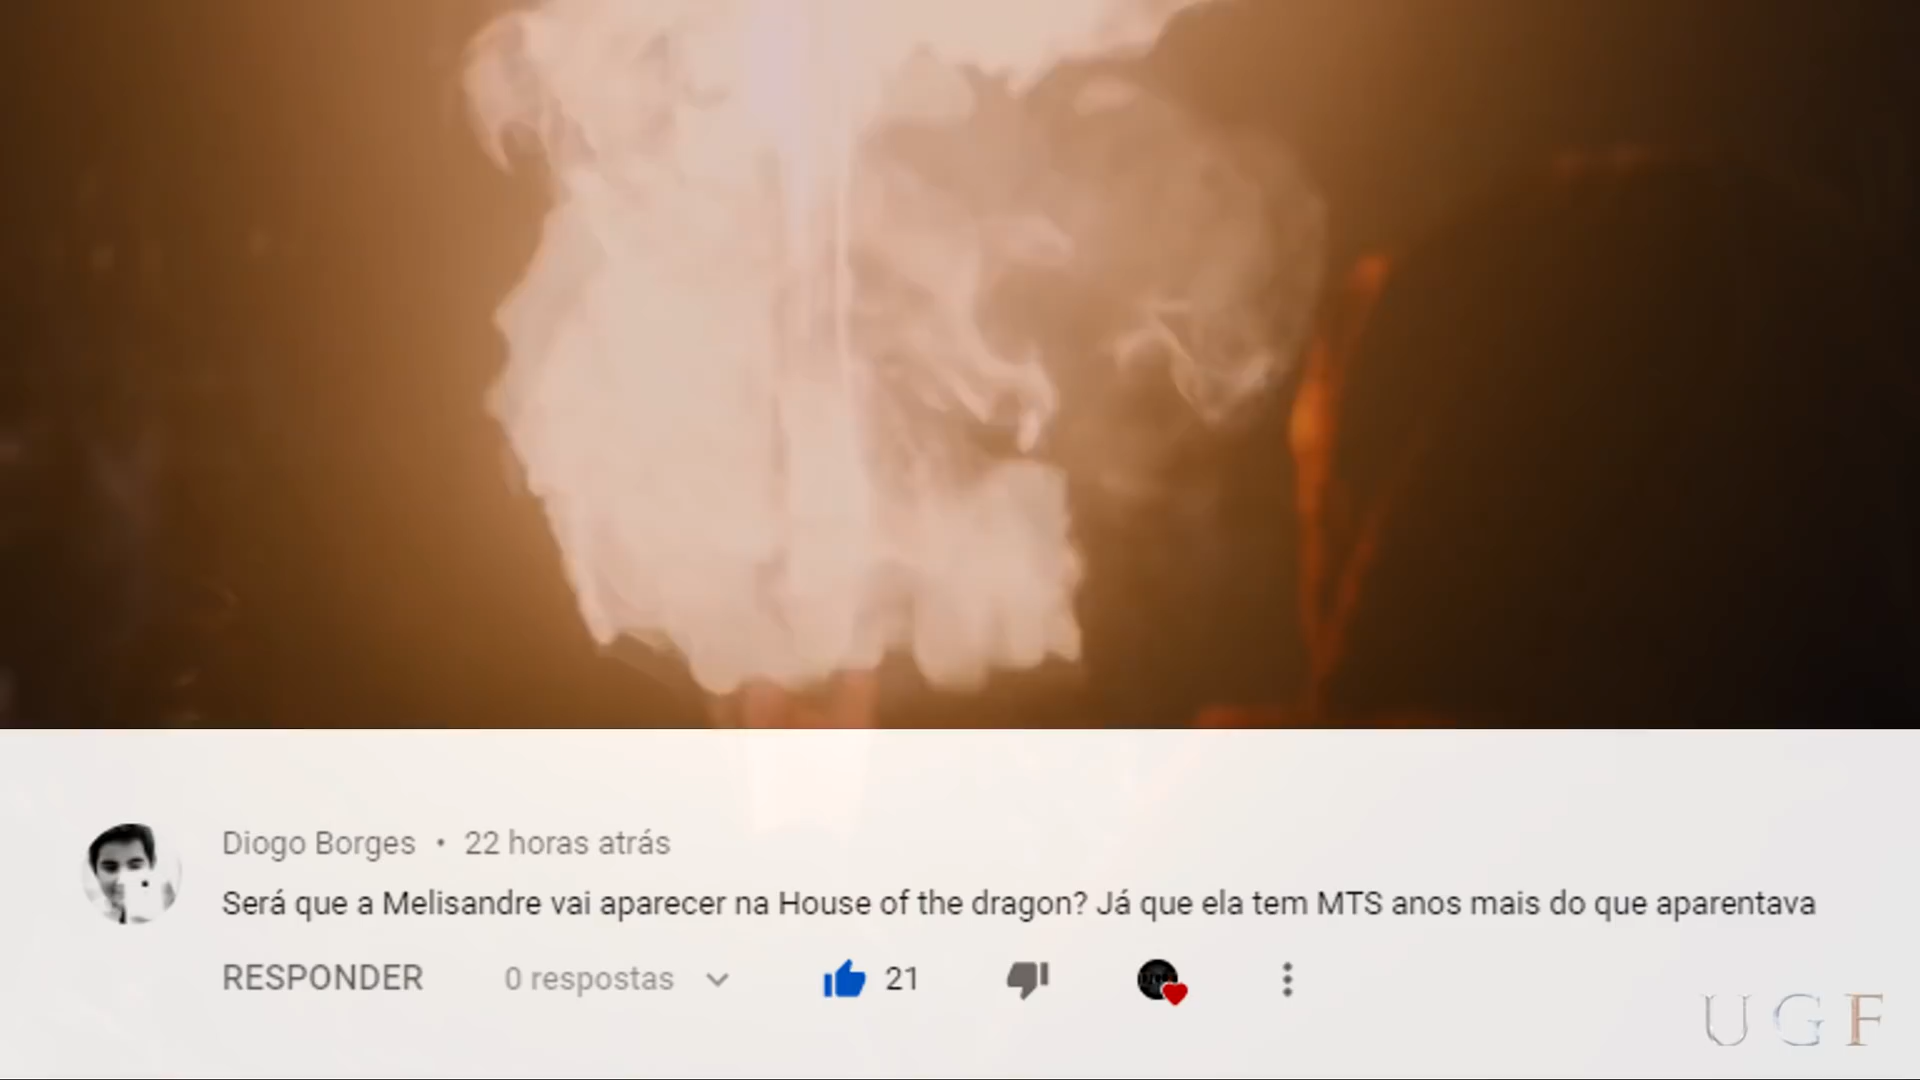 Diogo Borges • 22 horas atrás
Será que a Melisandre vai aparecer na House of the dragon? Já que ela tem MTS anos mais do que aparentava
RESPONDER 0 respostas 21
U G F